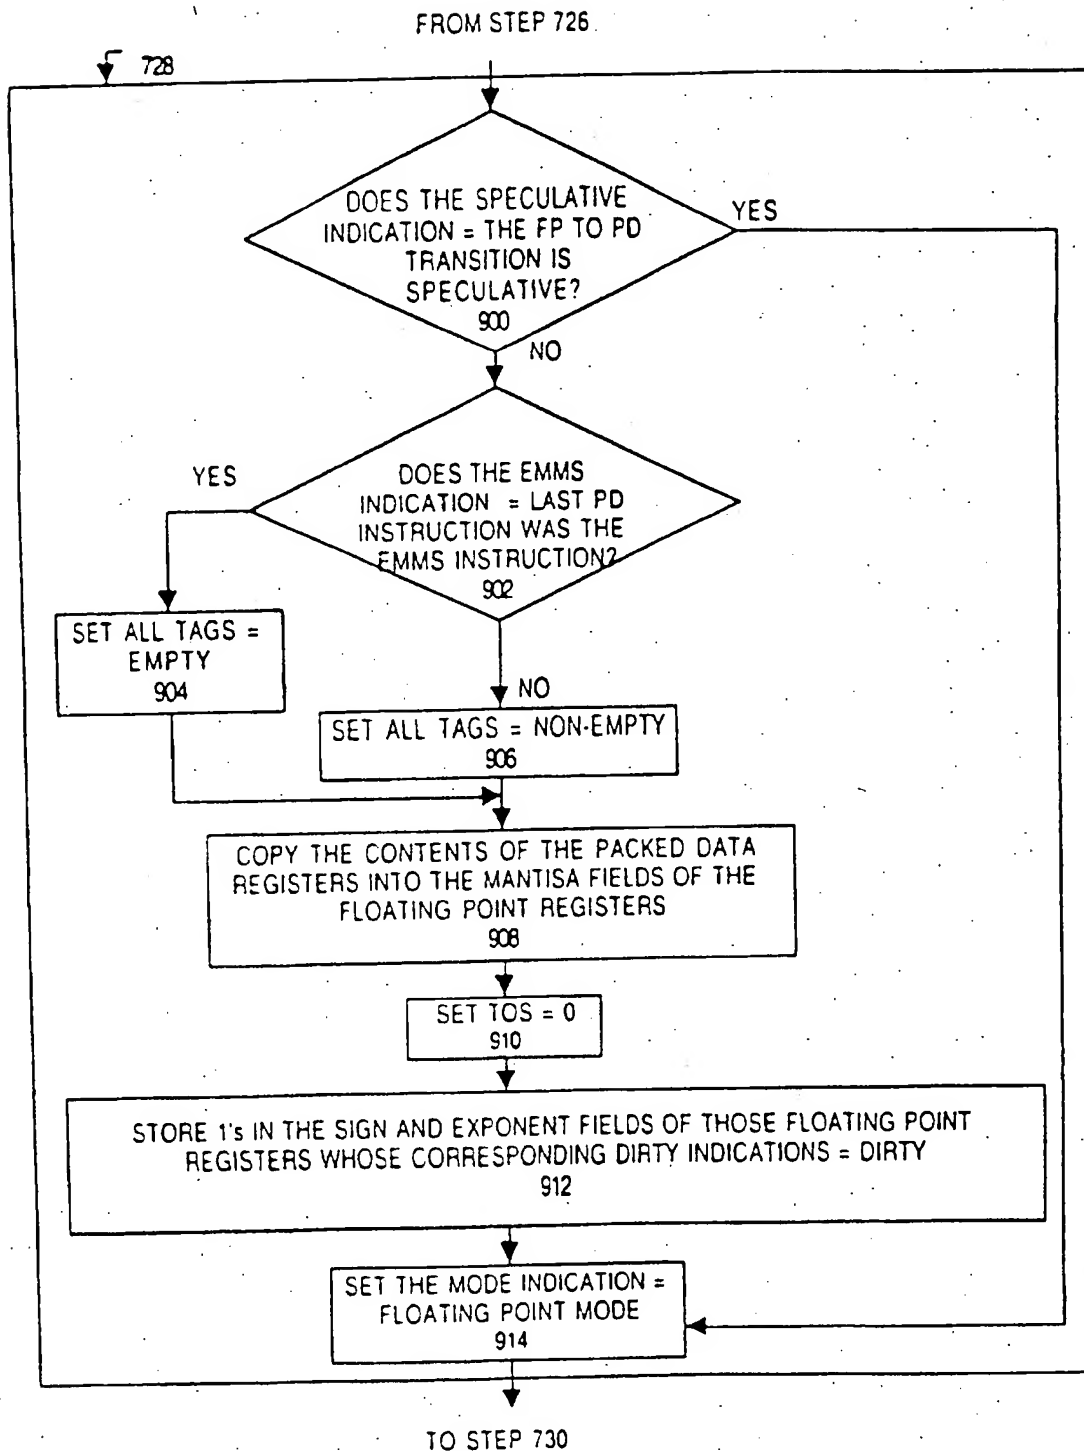 FROM STEP 726
728
DOES THE SPECULATIVE
INDICATION = THE FP TO PD
TRANSITION IS
SPECULATIVE?
900
YES
NO
DOES THE EMMS
INDICATION = LAST PD
INSTRUCTION WAS THE
EMMS INSTRUCTION?
902
YES
SET ALL TAGS =
EMPTY
904
NO
SET ALL TAGS = NON-EMPTY
906
COPY THE CONTENTS OF THE PACKED DATA
REGISTERS INTO THE MANTISA FIELDS OF THE
FLOATING POINT REGISTERS
908
SET TOS = 0
910
STORE 1's IN THE SIGN AND EXPONENT FIELDS OF THOSE FLOATING POINT
REGISTERS WHOSE CORRESPONDING DIRTY INDICATIONS = DIRTY
912
SET THE MODE INDICATION =
FLOATING POINT MODE
914
TO STEP 730